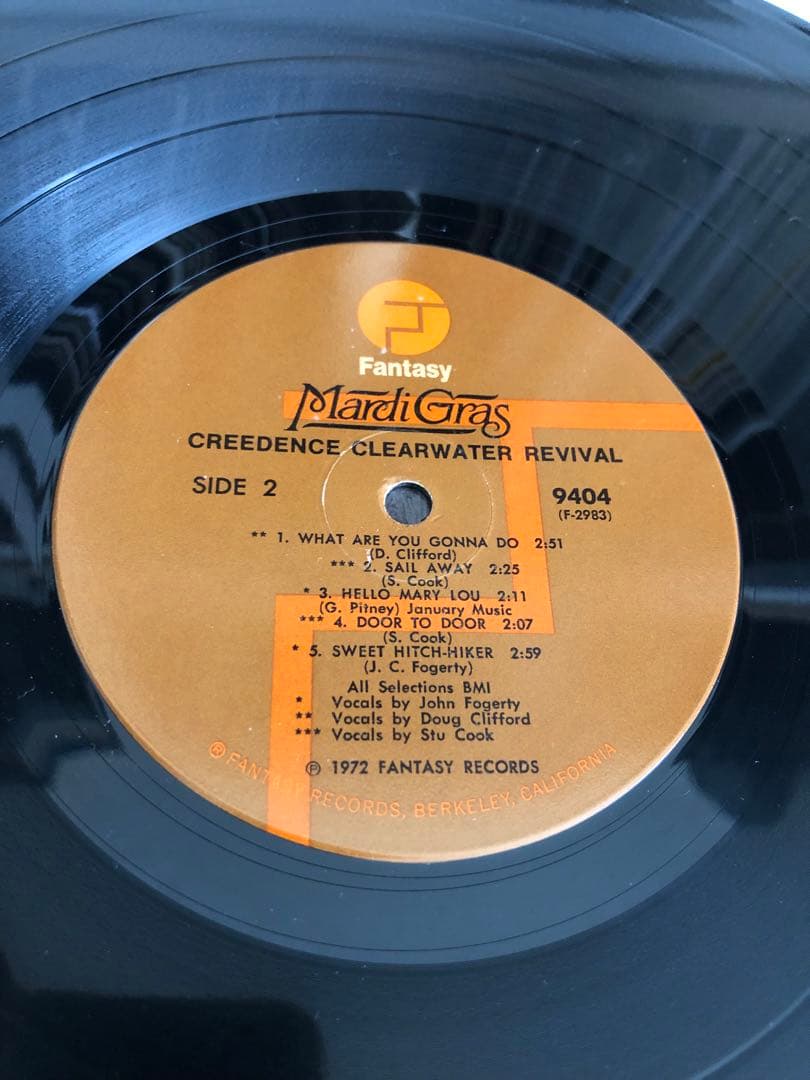 Fantasy
Mardi Gras
CREEDENCE CLEARWATER REVIVAL
SIDE 2
9404
(F-2983)
** 1. WHAT ARE YOU GONNA DO 2:51
(D. Clifford)
*** 2. SAIL AWAY 2:25
(S. Cook)
* 3. HELLO MARY LOU 2:11
(G. Pitney) January Music
*** 4. DOOR TO DOOR 2:07
(S. Cook)
* 5. SWEET HITCH-HIKER 2:59
(J. C. Fogerty)
All Selections BMI
* Vocals by John Fogerty
** Vocals by Doug Clifford
*** Vocals by Stu Cook
℗ 1972 FANTASY RECORDS
® FANTASY RECORDS, BERKELEY, CALIFORNIA